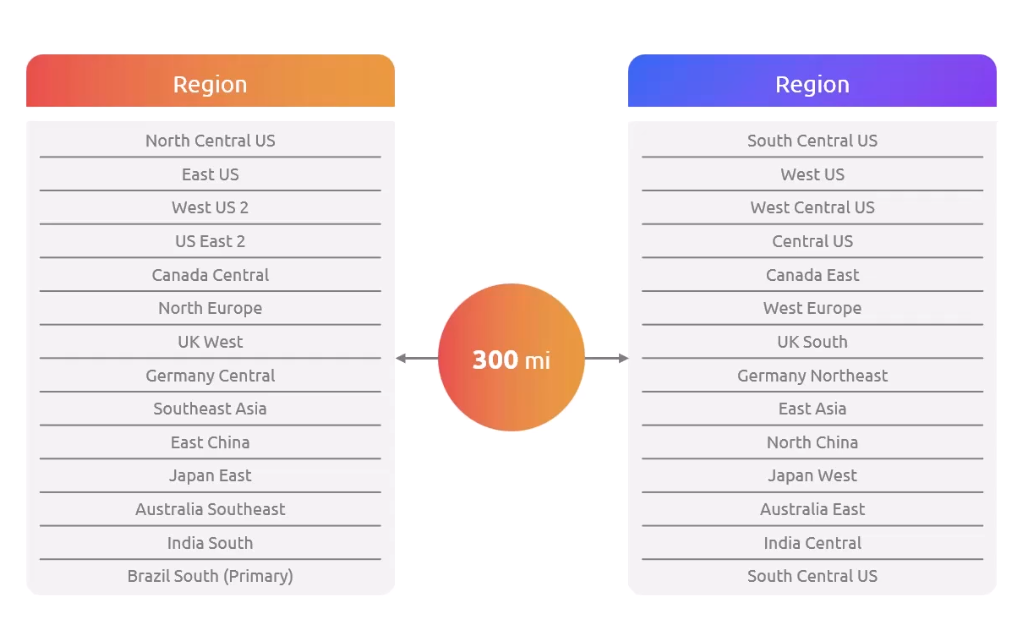 Region
Region
North Central US
South Central US
East US
West US
West US 2
West Central US
US East 2
Central US
Canada Central
Canada East
North Europe
West Europe
UK West
UK South
300 mi
Germany Central
Germany Northeast
Southeast Asia
East Asia
East China
North China
Japan East
Japan West
Australia Southeast
Australia East
India South
India Central
Brazil South (Primary)
South Central US